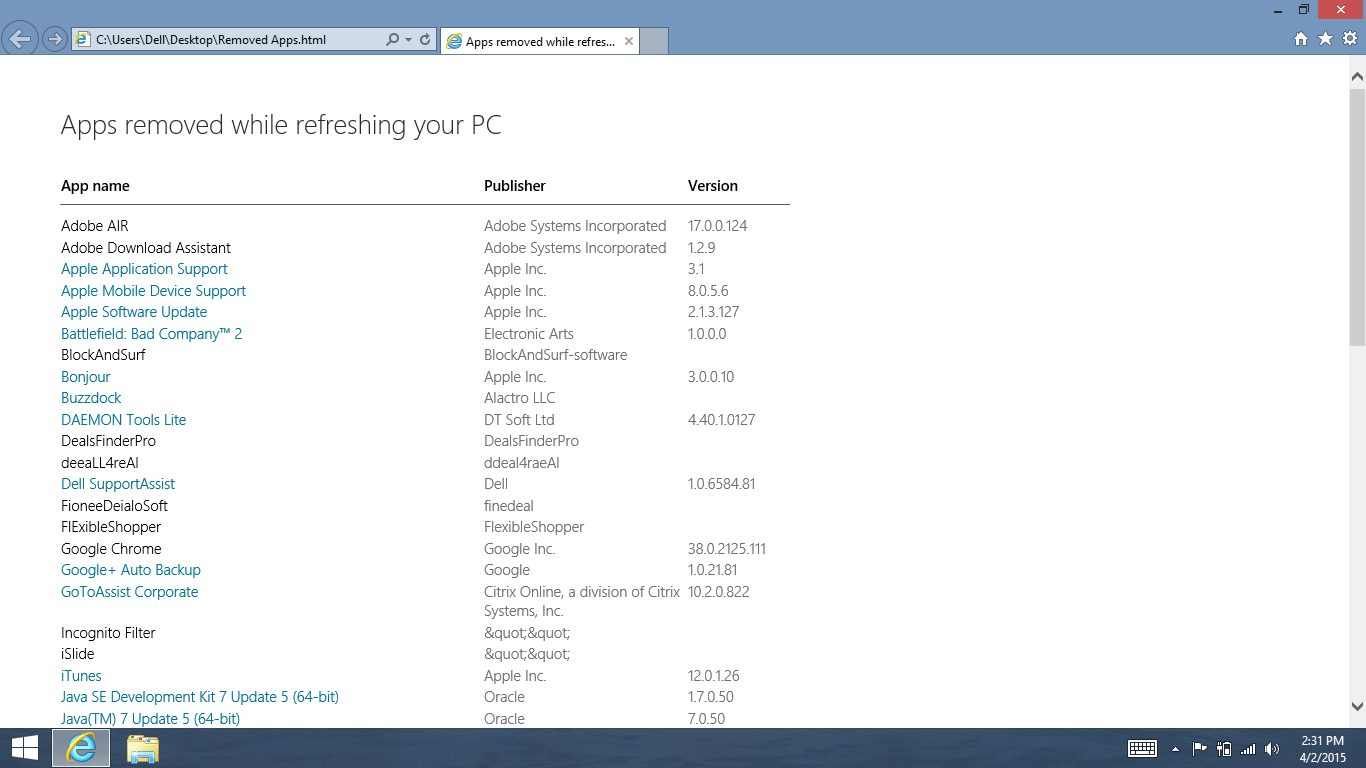 C:\Users\Dell\Desktop\Removed Apps.html
Apps removed while refres...
Apps removed while refreshing your PC
App name Publisher Version
Adobe AIR Adobe Systems Incorporated 17.0.0.124
Adobe Download Assistant Adobe Systems Incorporated 1.2.9
Apple Application Support Apple Inc. 3.1
Apple Mobile Device Support Apple Inc. 8.0.5.6
Apple Software Update Apple Inc. 2.1.3.127
Battlefield: Bad Company™ 2 Electronic Arts 1.0.0.0
BlockAndSurf BlockAndSurf-software
Bonjour Apple Inc. 3.0.0.10
Buzzdock Alactro LLC
DAEMON Tools Lite DT Soft Ltd 4.40.1.0127
DealsFinderPro DealsFinderPro
deeaLL4reAl ddeal4raeAl
Dell SupportAssist Dell 1.0.6584.81
FioneeDeialoSoft finedeal
FlExibleShopper FlexibleShopper
Google Chrome Google Inc. 38.0.2125.111
Google+ Auto Backup Google 1.0.21.81
GoToAssist Corporate Citrix Online, a division of Citrix 10.2.0.822
Systems, Inc.
Incognito Filter &quot;&quot;
iSlide &quot;&quot;
iTunes Apple Inc. 12.0.1.26
Java SE Development Kit 7 Update 5 (64-bit) Oracle 1.7.0.50
Java(TM) 7 Update 5 (64-bit) Oracle 7.0.50
2:31 PM
4/2/2015